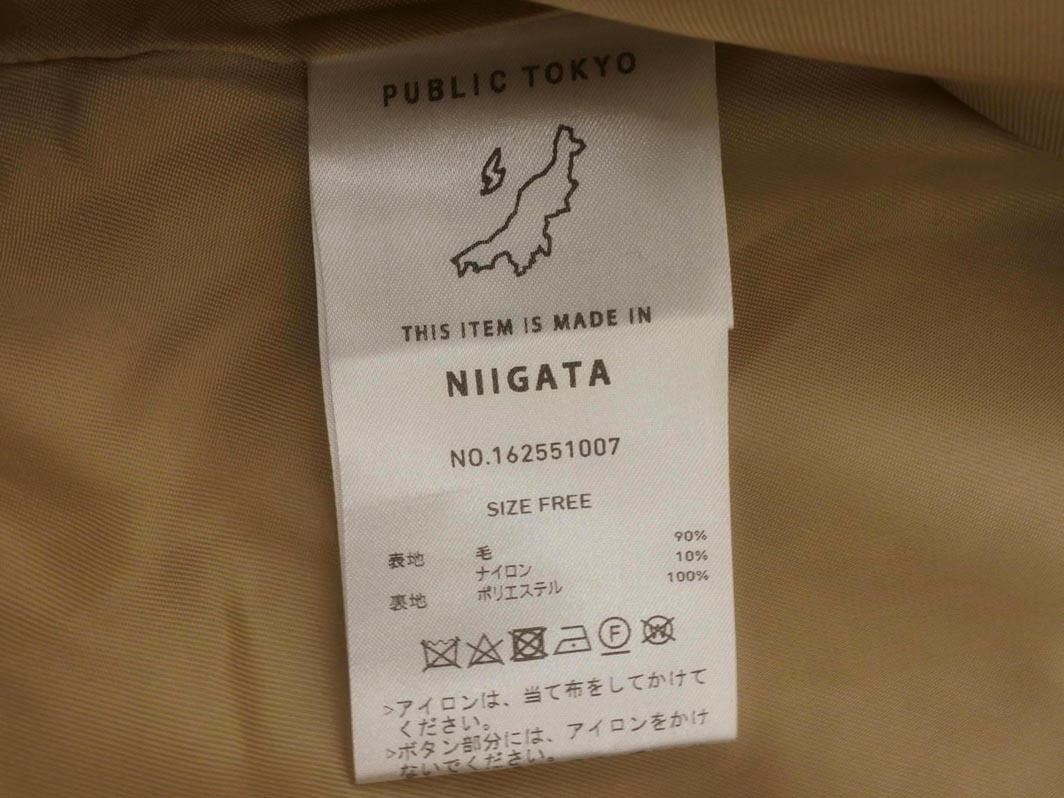 PUBLIC TOKYO
THIS ITEM IS MADE IN
NIIGATA
NO.162551007
SIZE FREE
表地 毛 90%
ナイロン 10%
裏地 ポリエステル 100%
F W
>アイロンは、当て布をしてかけて
ください。
>ボタン部分には、アイロンをかけ
ないでください。